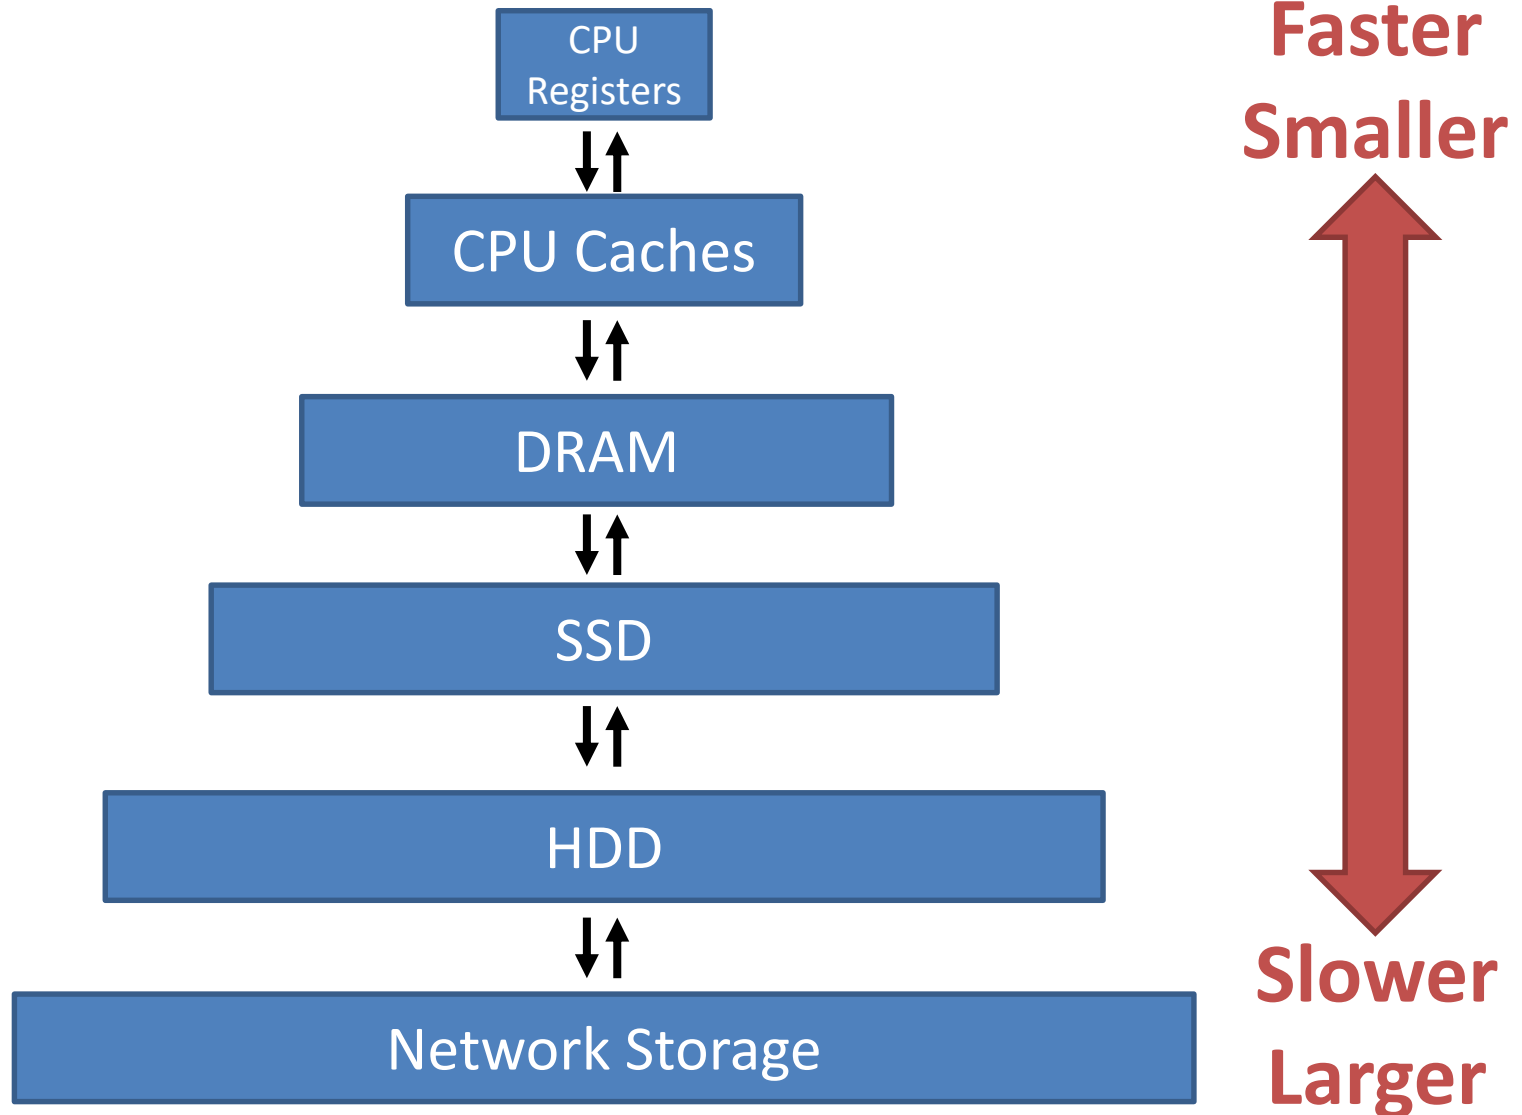 CPU
Registers
CPU Caches
DRAM
SSD
HDD
Network Storage
Faster
Smaller
Slower
Larger